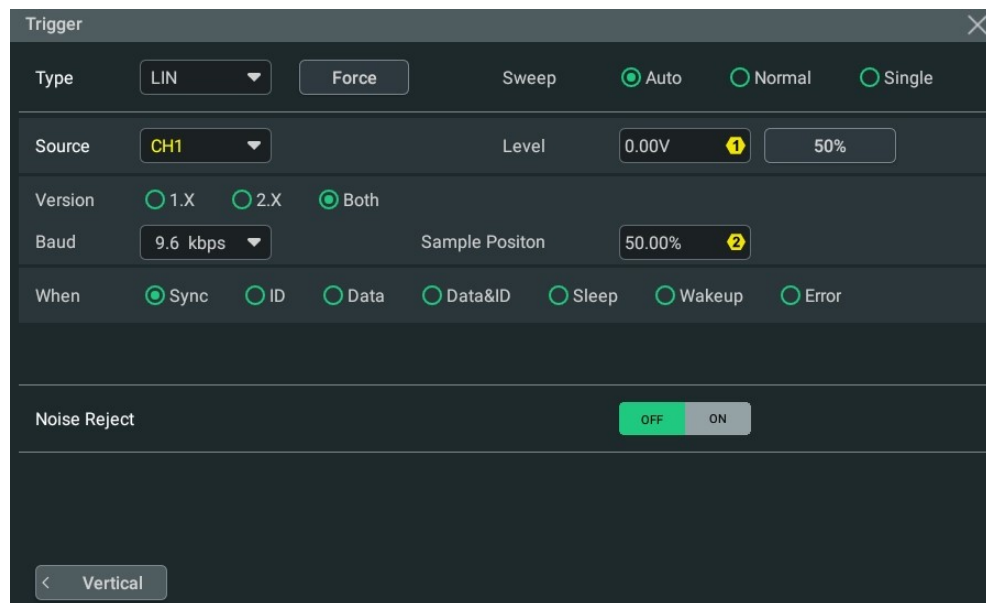 Trigger
Type LIN Force Sweep Auto Normal Single
Source CH1 Level 0.00V 1 50%
Version 1.X 2.X Both
Baud 9.6 kbps Sample Positon 50.00% 2
When Sync ID Data Data&ID Sleep Wakeup Error
Noise Reject OFF ON
< Vertical